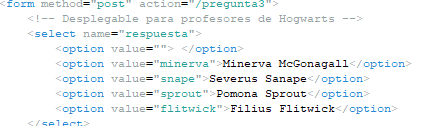 <form method="post" action="/pregunta3">
<!-- Desplegable para profesores de Hogwarts -->
<select name="respuesta">
<option value=""> </option>
<option value="minerva">Minerva McGonagall</option>
<option value="snape">Severus Sanape</option>
<option value="sprout">Pomona Sprout</option>
<option value="flitwick">Filius Flitwick</option>
</select>